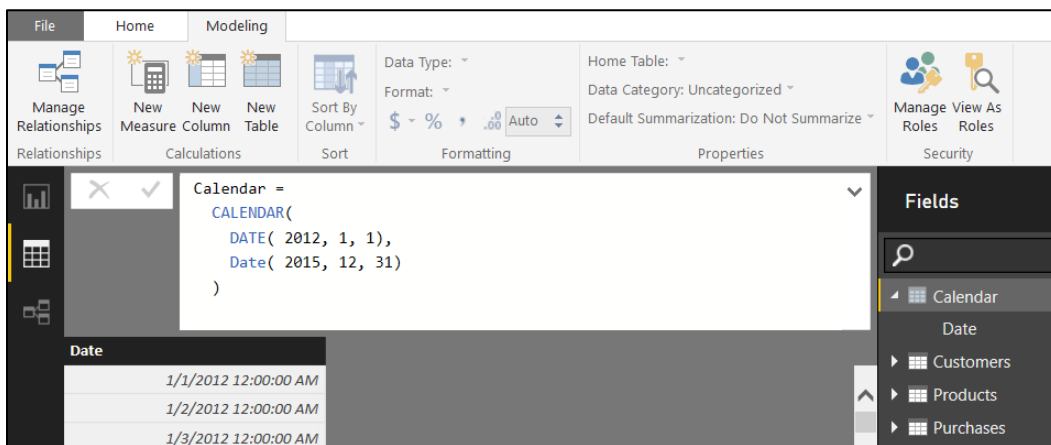 File Home Modeling
Manage Relationships
New Measure
New Column
New Table
Sort By Column
Data Type:
Format:
$ % , .00 Auto
Home Table:
Data Category: Uncategorized
Default Summarization: Do Not Summarize
Manage Roles
View As Roles
Relationships Calculations Sort Formatting Properties Security
Calendar =
CALENDAR(
DATE( 2012, 1, 1),
Date( 2015, 12, 31)
)
Fields
Calendar
Date
Customers
Products
Purchases
Date
1/1/2012 12:00:00 AM
1/2/2012 12:00:00 AM
1/3/2012 12:00:00 AM